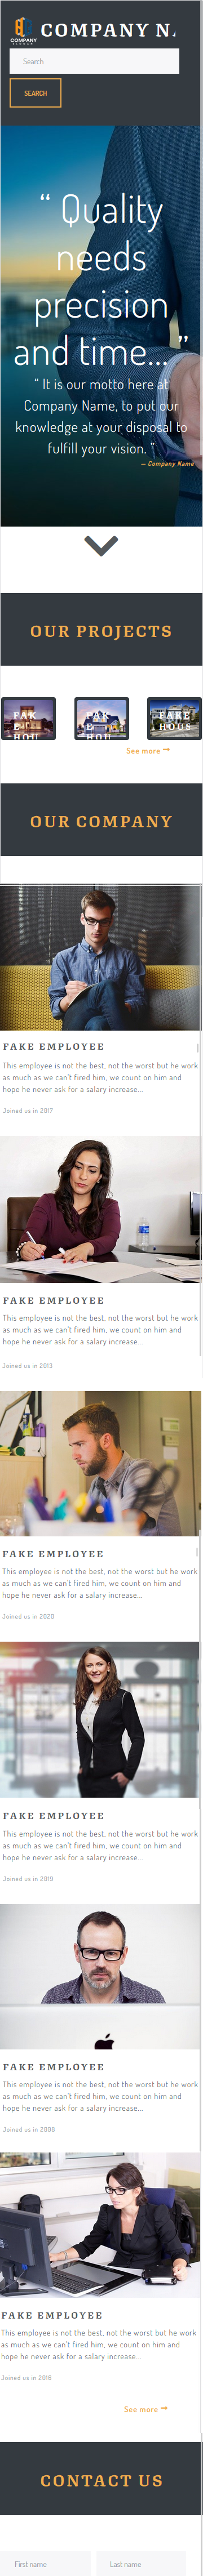 COMPANY NA
COMPANY
Search
SEARCH
“ Quality
needs
precision
and time... ”
“ It is our motto here at
Company Name, to put our
knowledge at your disposal to
fulfill your vision. ”
– Company Name
OUR PROJECTS
FAK
E
HOU
FAK
E
HOU
FAKE
HOUS
See more
OUR COMPANY
FAKE EMPLOYEE
This employee is not the best, not the worst but he work
as much as we can't fired him, we count on him and
hope he never ask for a salary increase...
Joined us in 2017
FAKE EMPLOYEE
This employee is not the best, not the worst but he work
as much as we can't fired him, we count on him and
hope he never ask for a salary increase...
Joined us in 2013
FAKE EMPLOYEE
This employee is not the best, not the worst but he work
as much as we can't fired him, we count on him and
hope he never ask for a salary increase...
Joined us in 2020
FAKE EMPLOYEE
This employee is not the best, not the worst but he work
as much as we can't fired him, we count on him and
hope he never ask for a salary increase...
Joined us in 2019
FAKE EMPLOYEE
This employee is not the best, not the worst but he work
as much as we can't fired him, we count on him and
hope he never ask for a salary increase...
Joined us in 2008
FAKE EMPLOYEE
This employee is not the best, not the worst but he work
as much as we can't fired him, we count on him and
hope he never ask for a salary increase...
Joined us in 2016
See more
CONTACT US
First name
Last name